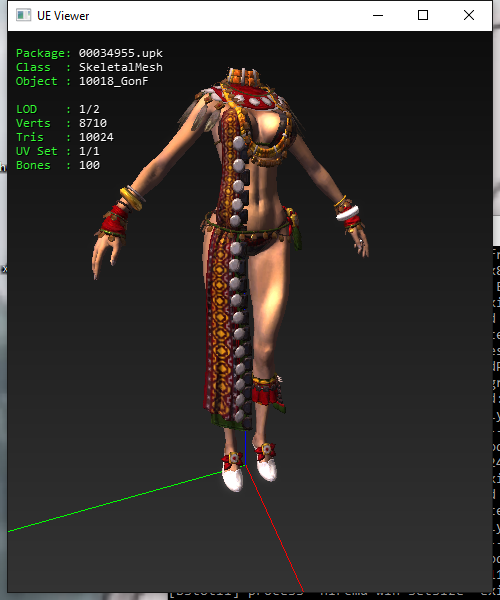 UE Viewer
Package: 00034955.upk
Class : SkeletalMesh
Object : 10018_GonF
LOD : 1/2
Verts : 8710
Tris : 10024
UV Set : 1/1
Bones : 100